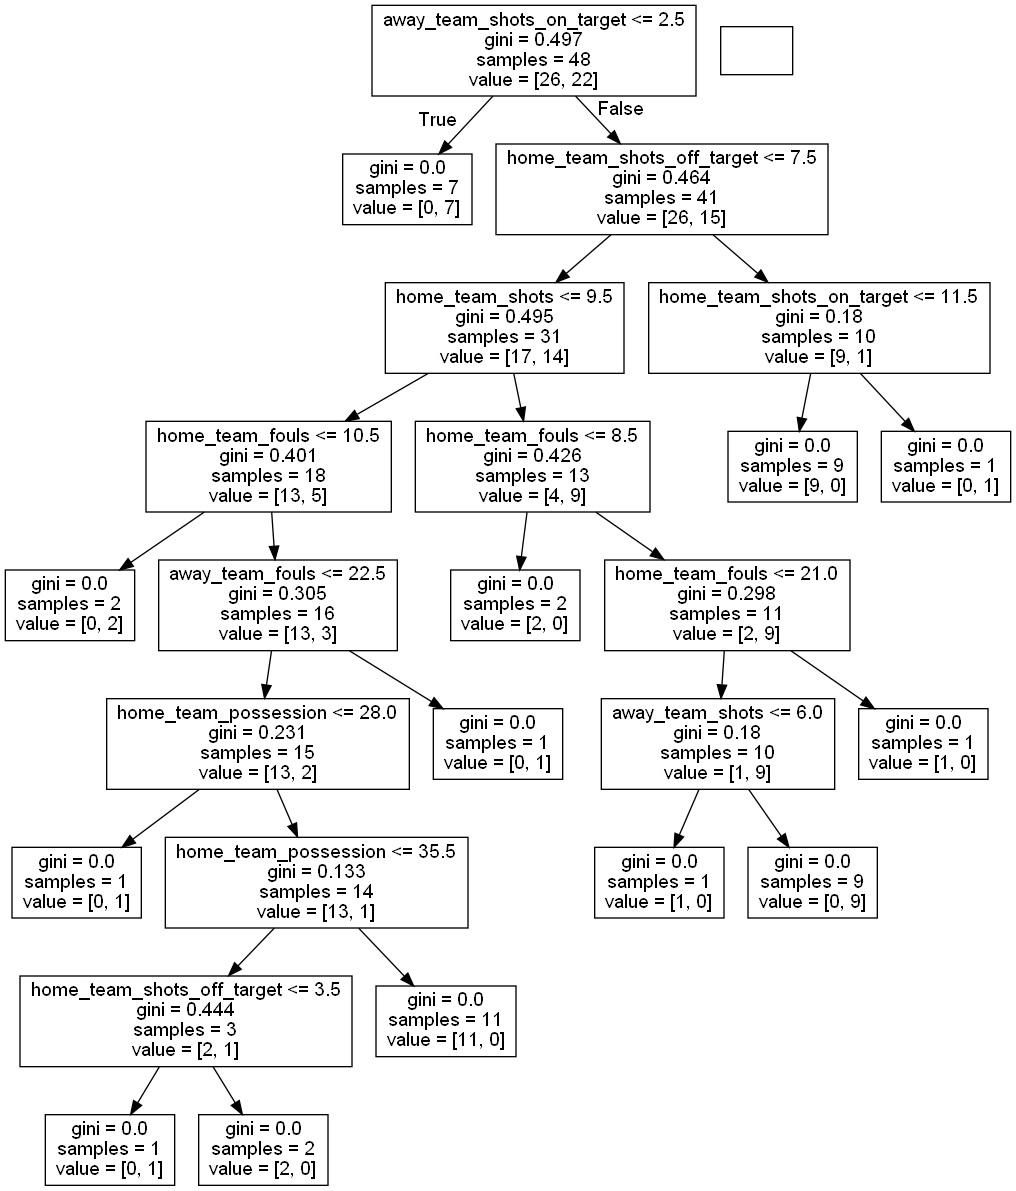 away_team_shots_on_target <= 2.5
gini = 0.497
samples = 48
value = [26, 22]
True
False
gini = 0.0
samples = 7
value = [0, 7]
home_team_shots_off_target <= 7.5
gini = 0.464
samples = 41
value = [26, 15]
home_team_shots <= 9.5
gini = 0.495
samples = 31
value = [17, 14]
home_team_shots_on_target <= 11.5
gini = 0.18
samples = 10
value = [9, 1]
home_team_fouls <= 10.5
gini = 0.401
samples = 18
value = [13, 5]
home_team_fouls <= 8.5
gini = 0.426
samples = 13
value = [4, 9]
gini = 0.0
samples = 9
value = [9, 0]
gini = 0.0
samples = 1
value = [0, 1]
gini = 0.0
samples = 2
value = [0, 2]
away_team_fouls <= 22.5
gini = 0.305
samples = 16
value = [13, 3]
gini = 0.0
samples = 2
value = [2, 0]
home_team_fouls <= 21.0
gini = 0.298
samples = 11
value = [2, 9]
home_team_possession <= 28.0
gini = 0.231
samples = 15
value = [13, 2]
gini = 0.0
samples = 1
value = [0, 1]
away_team_shots <= 6.0
gini = 0.18
samples = 10
value = [1, 9]
gini = 0.0
samples = 1
value = [1, 0]
gini = 0.0
samples = 1
value = [0, 1]
home_team_possession <= 35.5
gini = 0.133
samples = 14
value = [13, 1]
gini = 0.0
samples = 1
value = [1, 0]
gini = 0.0
samples = 9
value = [0, 9]
home_team_shots_off_target <= 3.5
gini = 0.444
samples = 3
value = [2, 1]
gini = 0.0
samples = 11
value = [11, 0]
gini = 0.0
samples = 1
value = [0, 1]
gini = 0.0
samples = 2
value = [2, 0]